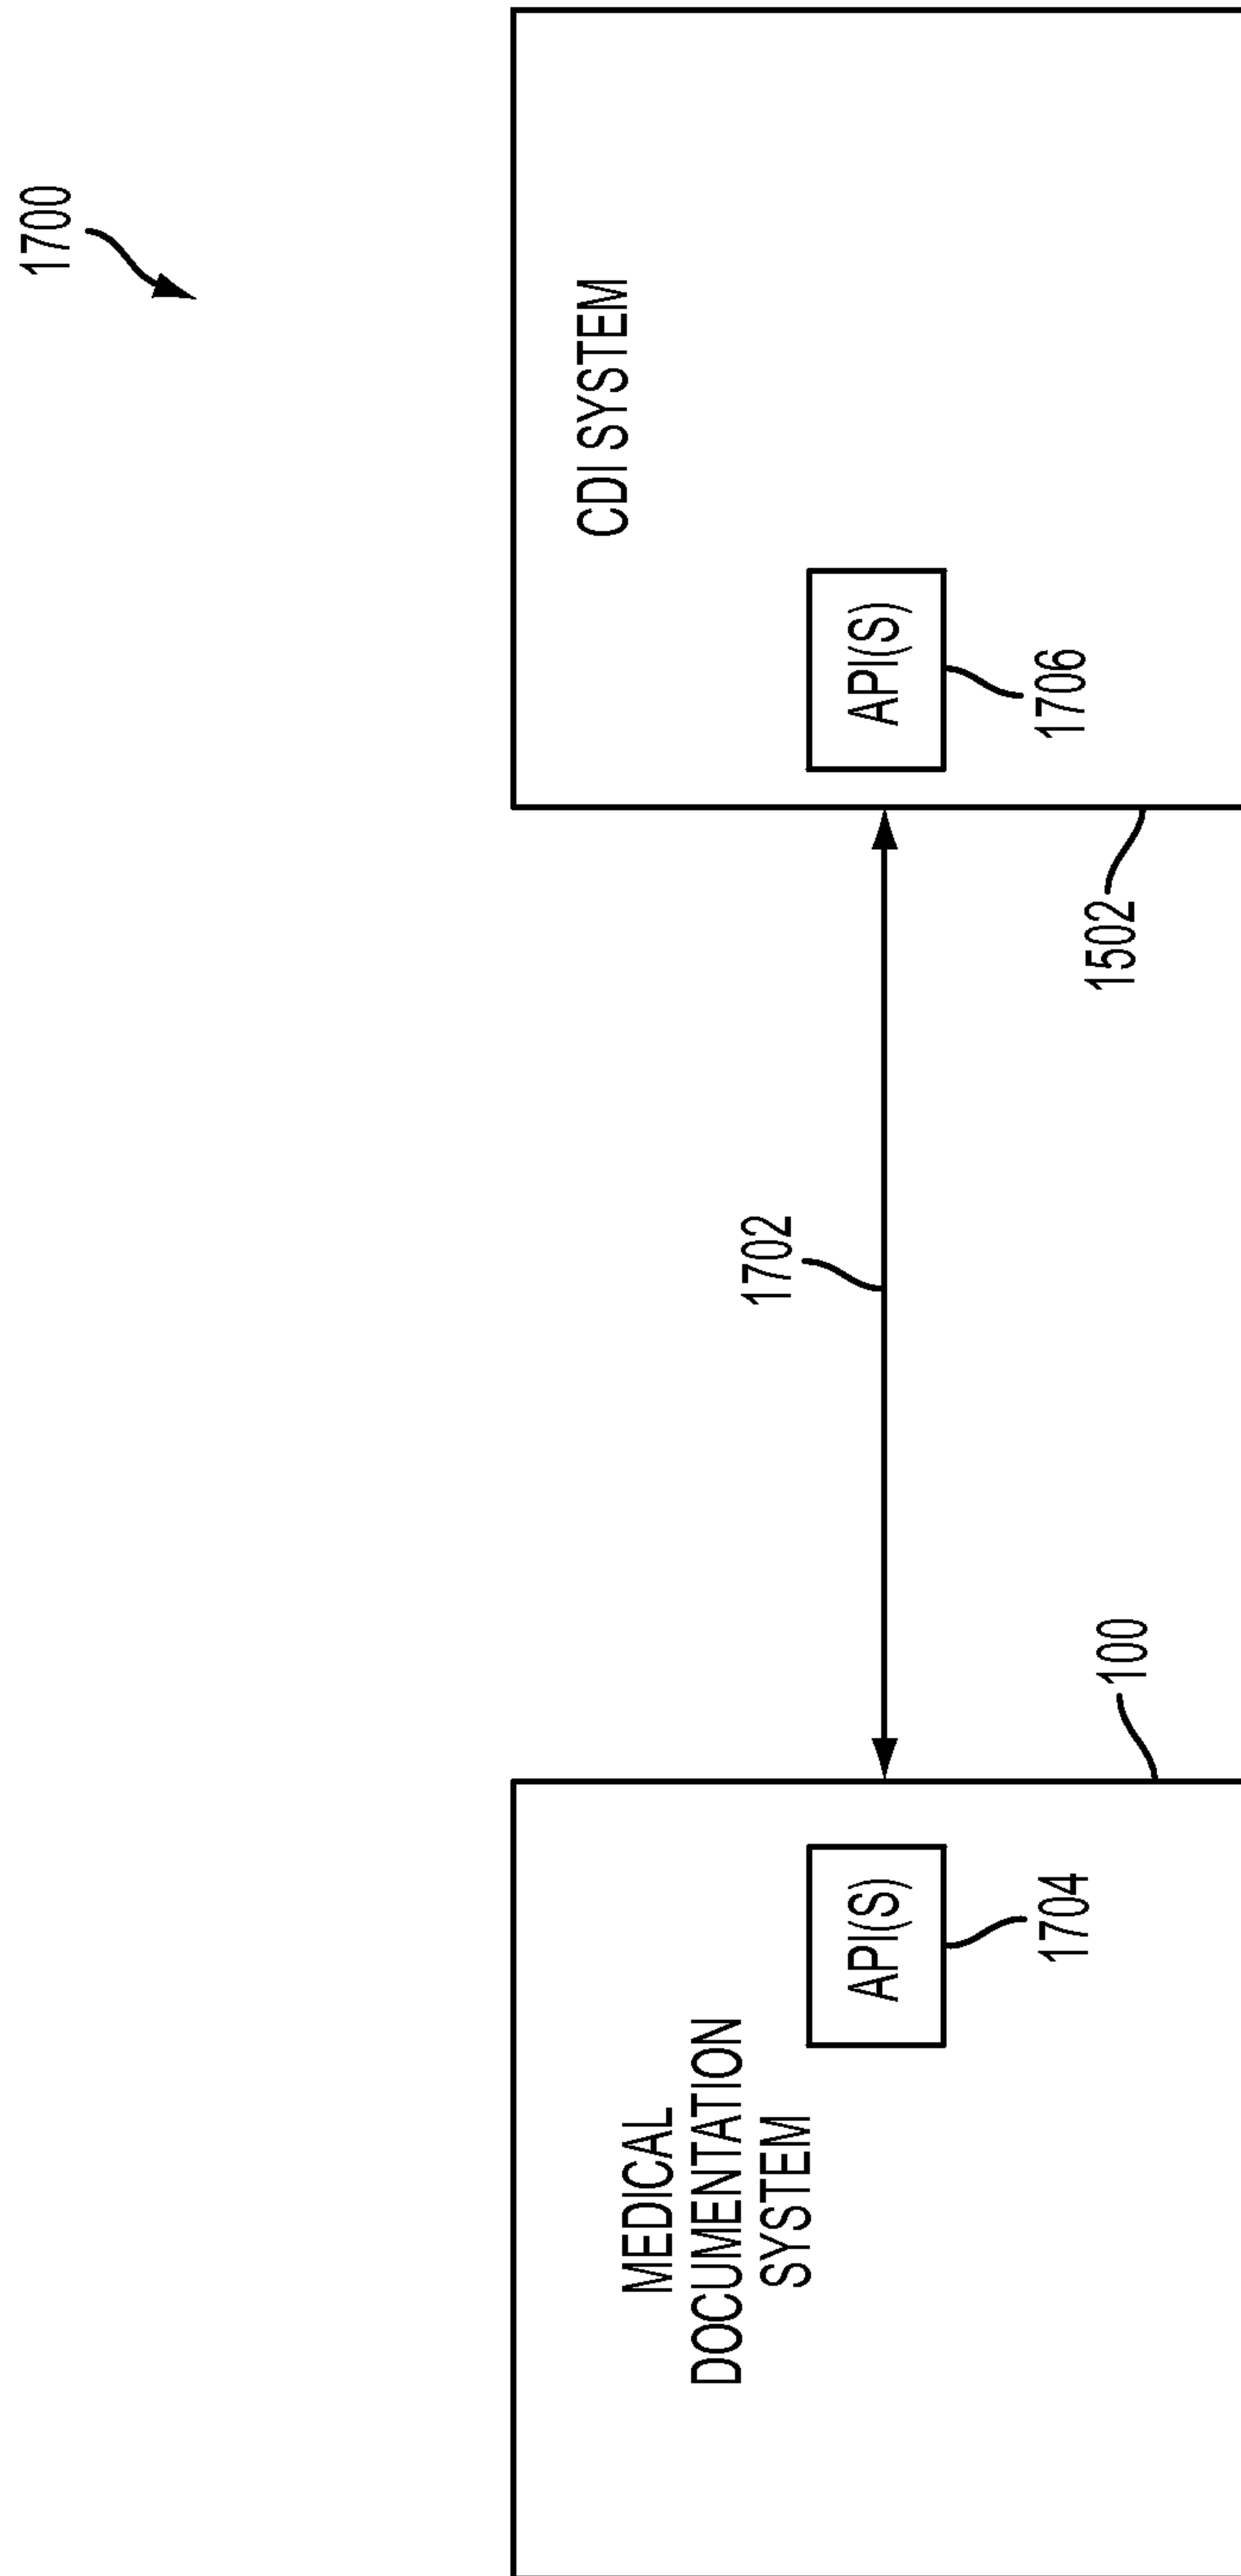 1700
MEDICAL
DOCUMENTATION
SYSTEM
API(S)
1704
100
1702
CDI SYSTEM
API(S)
1706
1502